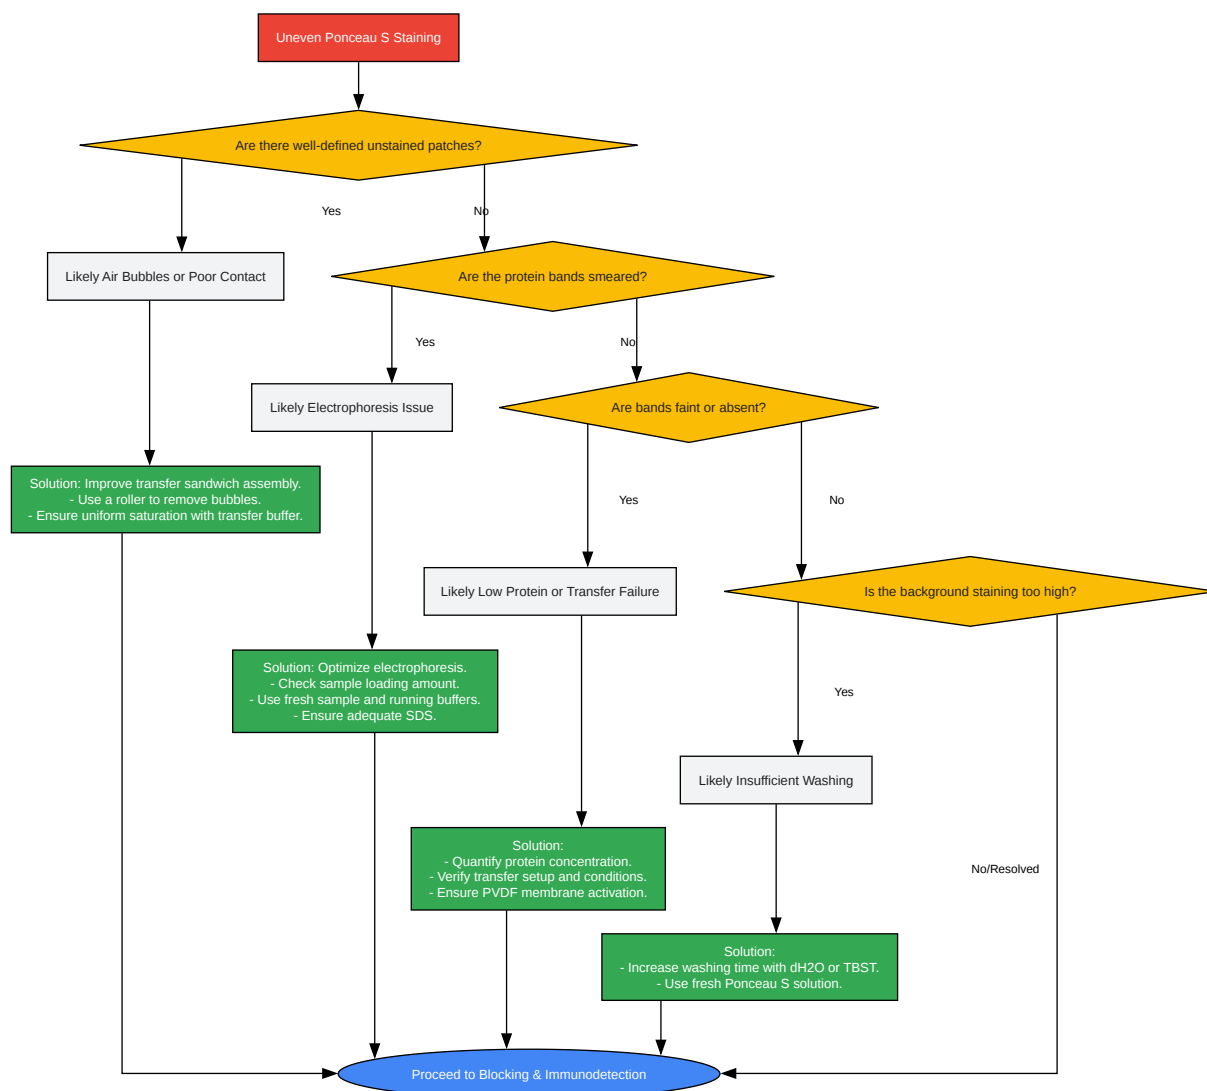 Uneven Ponceau S Staining
Are there well-defined unstained patches?
Yes
No
Likely Air Bubbles or Poor Contact
Are the protein bands smeared?
Yes
No
Likely Electrophoresis Issue
Are bands faint or absent?
Solution: Improve transfer sandwich assembly.
- Use a roller to remove bubbles.
- Ensure uniform saturation with transfer buffer.
Yes
No
Likely Low Protein or Transfer Failure
Is the background staining too high?
Solution: Optimize electrophoresis.
- Check sample loading amount.
- Use fresh sample and running buffers.
- Ensure adequate SDS.
Yes
Likely Insufficient Washing
Solution:
- Quantify protein concentration.
- Verify transfer setup and conditions.
- Ensure PVDF membrane activation.
No/Resolved
Solution:
- Increase washing time with dH2O or TBST.
- Use fresh Ponceau S solution.
Proceed to Blocking & Immunodetection